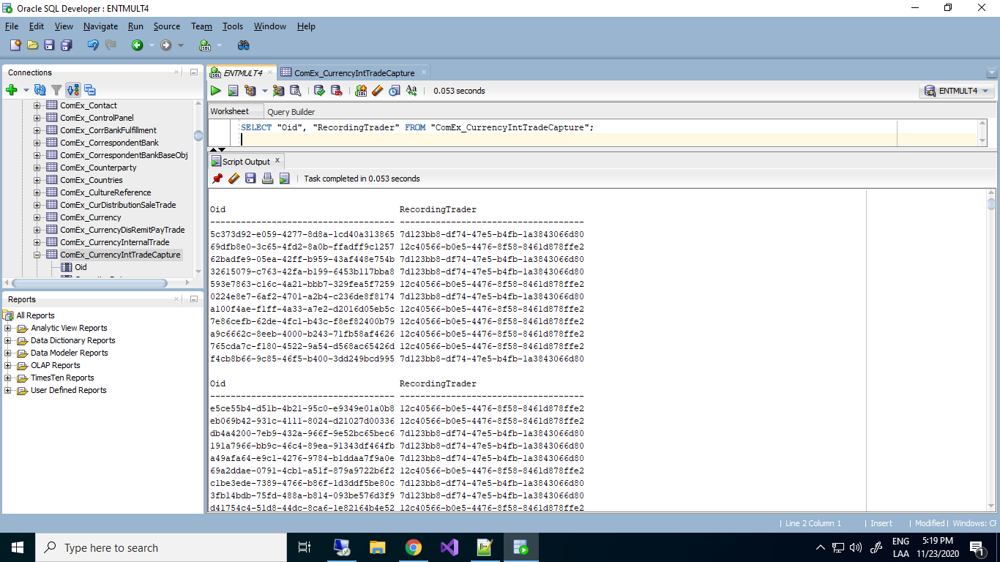 Oracle SQL Developer : ENTMULT4
File Edit View Navigate Run Source Team Tools Window Help
Connections
ComEx_Contact
ComEx_ControlPanel
ComEx_CorrBankFulfillment
ComEx_CorrespondentBank
ComEx_CorrespondentBankBaseObj
ComEx_Counterparty
ComEx_Countries
ComEx_CultureReference
ComEx_CurDistributionSaleTrade
ComEx_Currency
ComEx_CurrencyDisRemitPayTrade
ComEx_CurrencyInternalTrade
ComEx_CurrencyIntTradeCapture
Oid
Reports
All Reports
Analytic View Reports
Data Dictionary Reports
Data Modeler Reports
OLAP Reports
TimesTen Reports
User Defined Reports
ENTMULT4 ComEx_CurrencyIntTradeCapture
0.053 seconds ENTMULT4
Worksheet Query Builder
SELECT "Oid", "RecordingTrader" FROM "ComEx_CurrencyIntTradeCapture";
Script Output x
Task completed in 0.053 seconds
Oid RecordingTrader
------------------------------------ ------------------------------------
5c373d92-e059-4277-8d8a-1cd40a313865 7d123bb8-df74-47e5-b4fb-1a3843066d80
69dfb8e0-3c65-4fd2-8a0b-ffadff9c1257 12c40566-b0e5-4476-8f58-8461d878ffe2
62badfe9-05ea-42ff-b959-43af448e754b 7d123bb8-df74-47e5-b4fb-1a3843066d80
32615079-c763-42fa-b199-6453b117bba8 7d123bb8-df74-47e5-b4fb-1a3843066d80
593e7863-c16c-4a21-bbb7-329fea5f7259 12c40566-b0e5-4476-8f58-8461d878ffe2
0224e8e7-6af2-4701-a2b4-c236de8f8174 7d123bb8-df74-47e5-b4fb-1a3843066d80
a100f4ae-f1ff-4a33-a7e2-d2016d05eb5c 12c40566-b0e5-4476-8f58-8461d878ffe2
7e86cefb-62de-4fc1-b43c-f8ef82400b79 12c40566-b0e5-4476-8f58-8461d878ffe2
a9c6662c-8eeb-4000-b243-71fb58af4626 12c40566-b0e5-4476-8f58-8461d878ffe2
765cda7c-f180-4522-9a54-d568ac65426d 12c40566-b0e5-4476-8f58-8461d878ffe2
f4cb8b66-9c85-46f5-b400-3dd249bcd995 7d123bb8-df74-47e5-b4fb-1a3843066d80
Oid RecordingTrader
------------------------------------ ------------------------------------
e5ce55b4-d51b-4b21-95c0-e9349e01a0b8 12c40566-b0e5-4476-8f58-8461d878ffe2
eb069b42-931c-4111-8024-d21027d00336 12c40566-b0e5-4476-8f58-8461d878ffe2
db4a4200-7eb9-432a-966f-9e52bc65bec6 7d123bb8-df74-47e5-b4fb-1a3843066d80
191a7966-bb9c-46c4-89ea-91343df464fb 7d123bb8-df74-47e5-b4fb-1a3843066d80
a49afa64-e9c1-4276-9784-b1ddaa7f9a0e 7d123bb8-df74-47e5-b4fb-1a3843066d80
69a2ddae-0791-4cb1-a51f-879a9722b6f2 12c40566-b0e5-4476-8f58-8461d878ffe2
c1be3ede-7389-4766-b86f-1d3ddf5be80c 7d123bb8-df74-47e5-b4fb-1a3843066d80
3fb14bdb-75fd-488a-b814-093be576d3f9 7d123bb8-df74-47e5-b4fb-1a3843066d80
d41754c4-51d8-44dc-8ca6-1e82164b4e52 12c40566-b0e5-4476-8f58-8461d878ffe2
Line 2 Column 1 Insert Modified Windows: CF
Type here to search
ENG 5:19 PM
LAA 11/23/2020
1